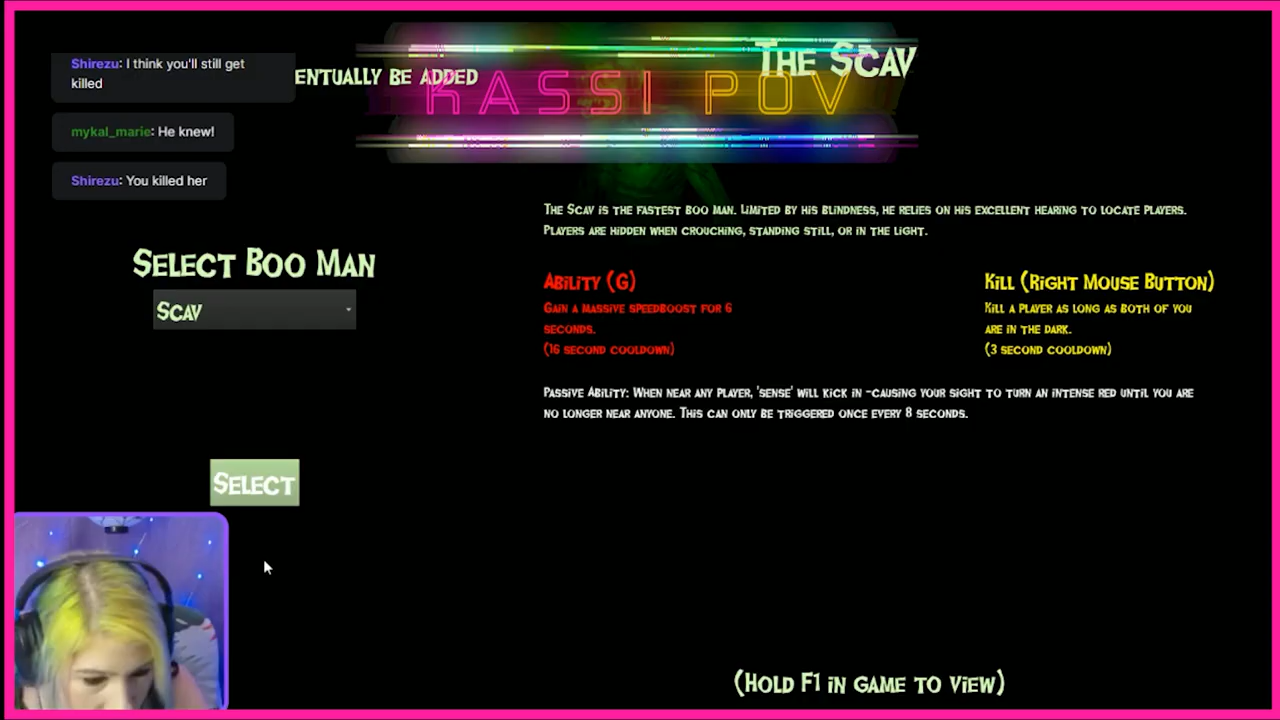 Shirezu: I think you'll still get
killed
mykal_marie: He knew!
Shirezu: You killed her
ENTUALLY BE ADDED
KASSI POV
THE SCAV
SELECT BOO MAN
SCAV
SELECT
THE SCAV IS THE FASTEST BOO MAN. LIMITED BY HIS BLINDNESS, HE RELIES ON HIS EXCELLENT HEARING TO LOCATE PLAYERS.
PLAYERS ARE HIDDEN WHEN CROUCHING, STANDING STILL, OR IN THE LIGHT.
ABILITY (G)
GAIN A MASSIVE SPEEDBOOST FOR 6
SECONDS.
(16 SECOND COOLDOWN)
KILL (RIGHT MOUSE BUTTON)
KILL A PLAYER AS LONG AS BOTH OF YOU
ARE IN THE DARK.
(3 SECOND COOLDOWN)
PASSIVE ABILITY: WHEN NEAR ANY PLAYER, 'SENSE' WILL KICK IN -CAUSING YOUR SIGHT TO TURN AN INTENSE RED UNTIL YOU ARE
NO LONGER NEAR ANYONE. THIS CAN ONLY BE TRIGGERED ONCE EVERY 8 SECONDS.
(HOLD F1 IN GAME TO VIEW)